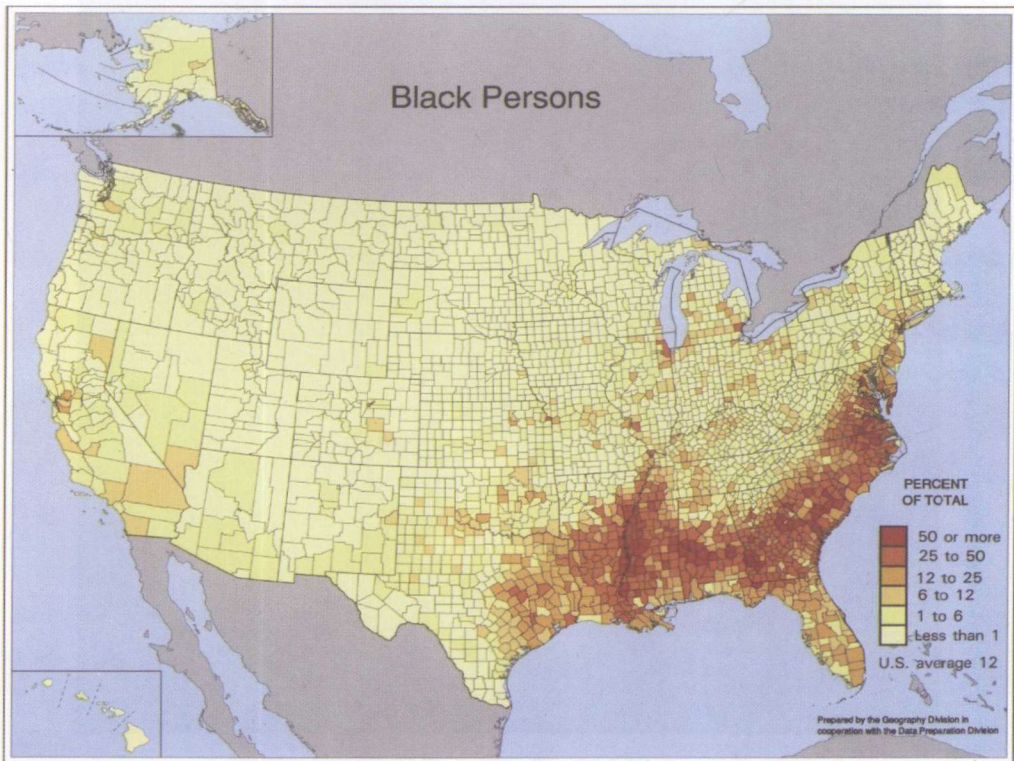 Black Persons
PERCENT
OF TOTAL
50 or more
25 to 50
12 to 25
6 to 12
1 to 6
Less than 1
U.S. average 12
Prepared by the Geography Division in
cooperation with the Data Preparation Division